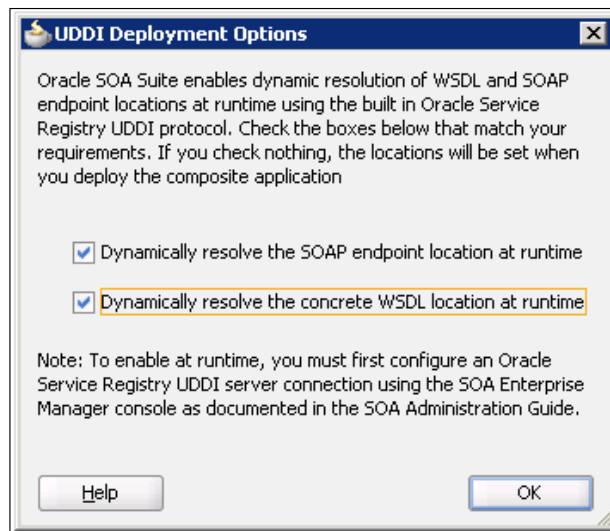 UDDI Deployment Options
Oracle SOA Suite enables dynamic resolution of WSDL and SOAP
endpoint locations at runtime using the built in Oracle Service
Registry UDDI protocol. Check the boxes below that match your
requirements. If you check nothing, the locations will be set when
you deploy the composite application
Dynamically resolve the SOAP endpoint location at runtime
Dynamically resolve the concrete WSDL location at runtime
Note: To enable at runtime, you must first configure an Oracle
Service Registry UDDI server connection using the SOA Enterprise
Manager console as documented in the SOA Administration Guide.
Help
OK